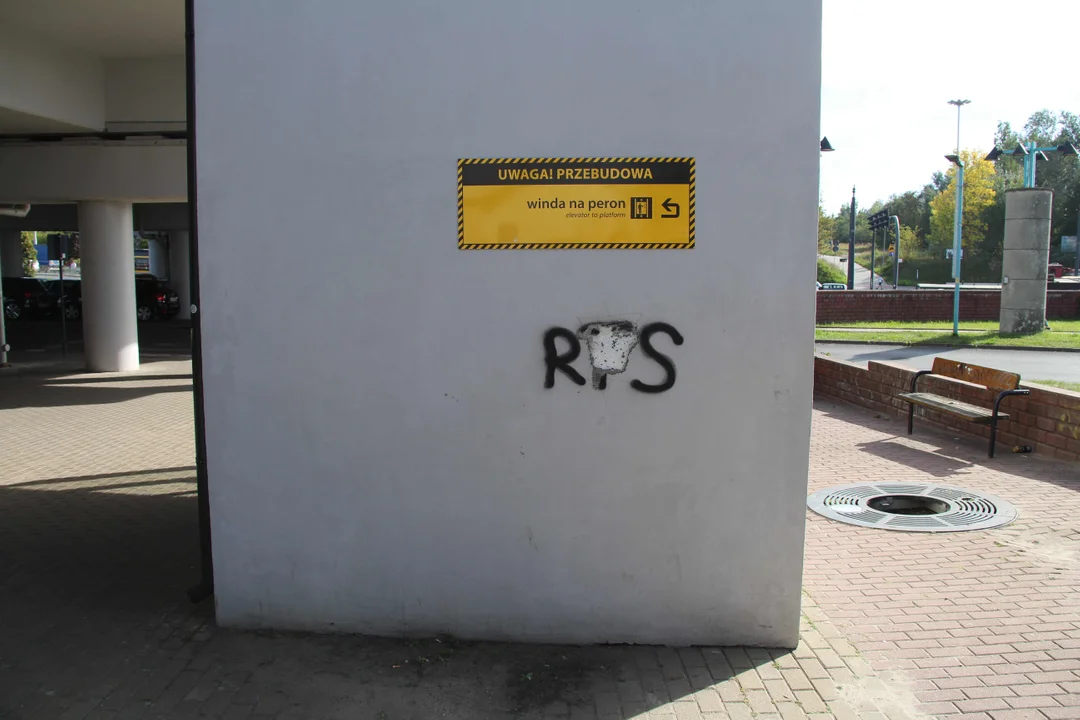 UWAGA! PRZEBUDOWA
winda na peron
elevator to platform